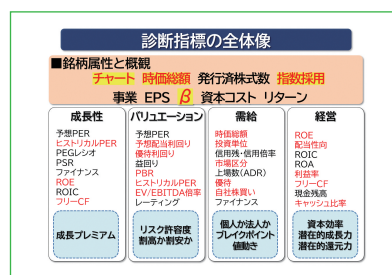 診断指標の全体像
■銘柄属性と概観
チャート 時価総額 発行済株式数 指数採用
事業 EPS β 資本コスト リターン
成長性
予想PER
ヒストリカルPER
PEGレシオ
PSR
ファイナンス
ROE
ROIC
フリーCF
成長プレミアム
バリュエーション
予想PER
予想配当利回り
優待利回り
益回り
PBR
ヒストリカルPER
EV/EBITDA倍率
レーティング
リスク許容度
割高か割安か
需給
時価総額
投資単位
信用残・信用倍率
市場区分
上場数(ADR)
優待
自社株買い
ファイナンス
個人か法人か
ブレイクポイント
値動き
経営
ROE
配当性向
ROIC
ROA
利益率
フリーCF
現金残高
キャッシュ比率
資本効率
潜在的成長力
潜在的還元力